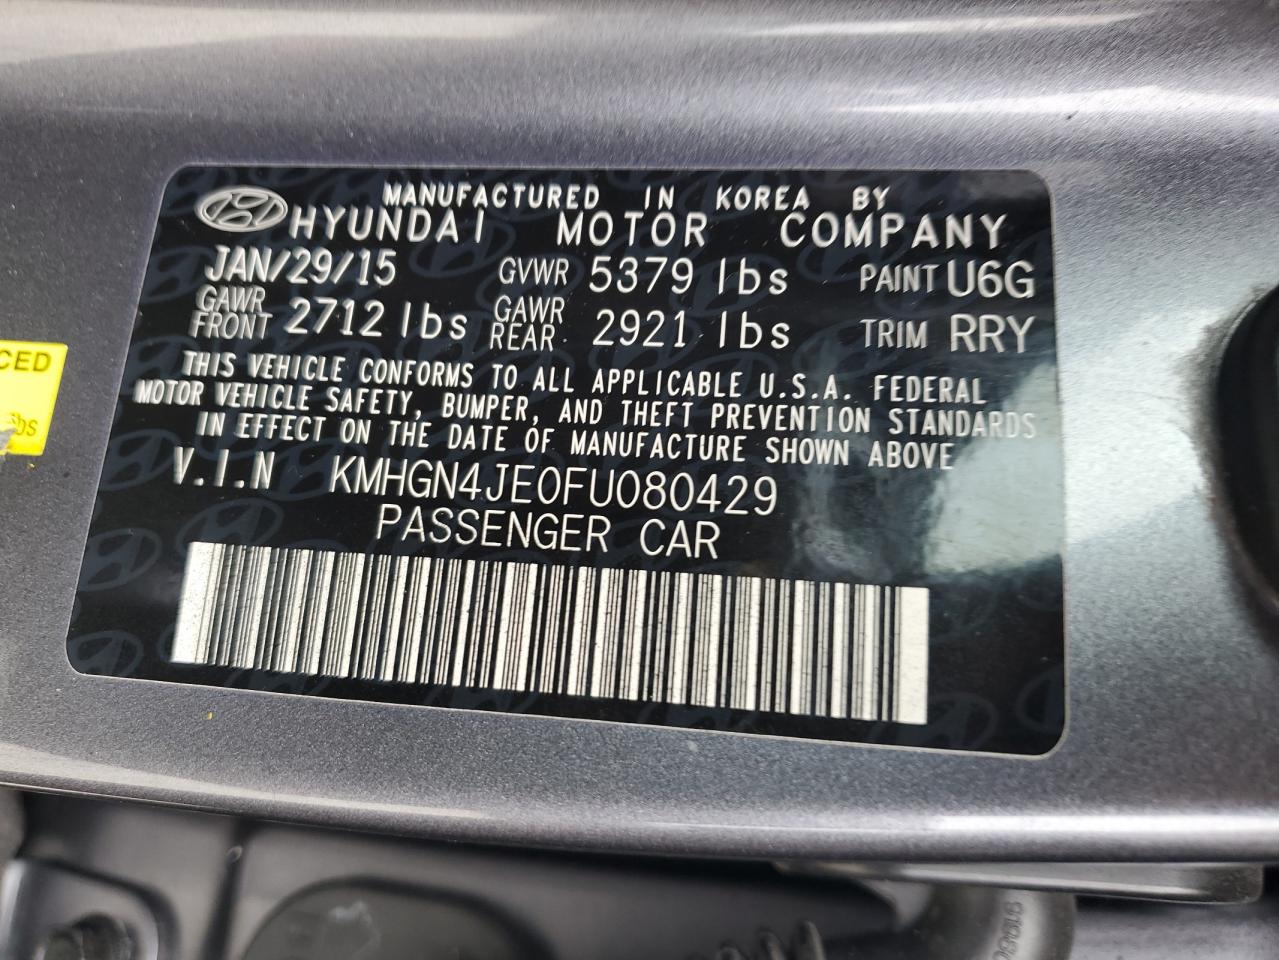 MANUFACTURED IN KOREA BY
HYUNDAI MOTOR COMPANY
JAN/29/15 GVWR 5379 lbs PAINT U6G
GAWR FRONT 2712 lbs GAWR REAR 2921 lbs TRIM RRY
THIS VEHICLE CONFORMS TO ALL APPLICABLE U.S.A. FEDERAL
MOTOR VEHICLE SAFETY, BUMPER, AND THEFT PREVENTION STANDARDS
IN EFFECT ON THE DATE OF MANUFACTURE SHOWN ABOVE
V.I.N KMHGN4JE0FU080429
PASSENGER CAR
CED